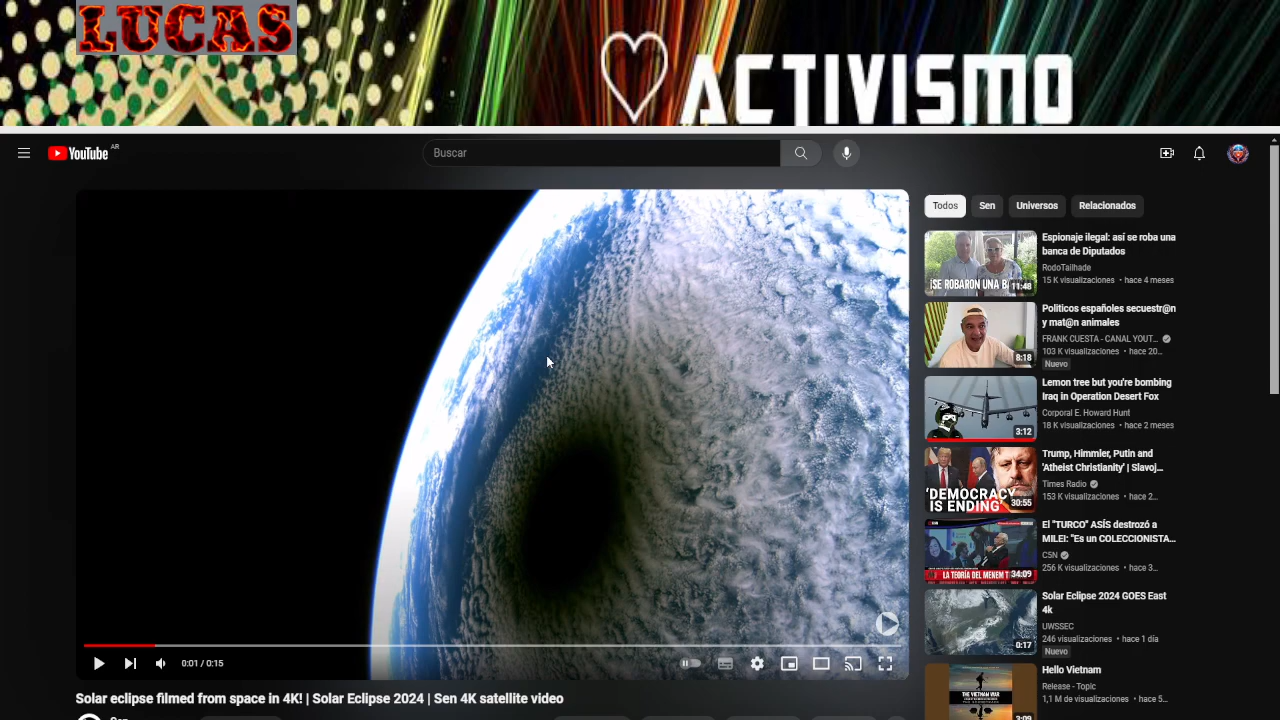 LUCAS
ACTIVISMO
YouTube AR
Buscar
0:01 / 0:15
Solar eclipse filmed from space in 4K! | Solar Eclipse 2024 | Sen 4K satellite video
Todos
Sen
Universos
Relacionados
¡SE ROBARON UNA B
11:48
Espionaje ilegal: así se roba una
banca de Diputados
RodoTailhade
15 K visualizaciones • hace 4 meses
8:18
Politicos españoles secuestr@n
y mat@n animales
FRANK CUESTA - CANAL YOUT...
103 K visualizaciones • hace 20...
Nuevo
3:12
Lemon tree but you're bombing
Iraq in Operation Desert Fox
Corporal E. Howard Hunt
18 K visualizaciones • hace 2 meses
'DEMOCRACY
IS ENDING'
30:55
Trump, Himmler, Putin and
'Atheist Christianity' | Slavoj...
Times Radio
153 K visualizaciones • hace 2...
LA TEORÍA DEL MENEM T
34:09
El "TURCO" ASÍS destrozó a
MILEI: "Es un COLECCIONISTA...
C5N
256 K visualizaciones • hace 3...
0:17
Solar Eclipse 2024 GOES East
4k
UWSSEC
246 visualizaciones • hace 1 día
Nuevo
THE VIETNAM WAR
3:09
Hello Vietnam
Release - Topic
1,1 M de visualizaciones • hace 5...